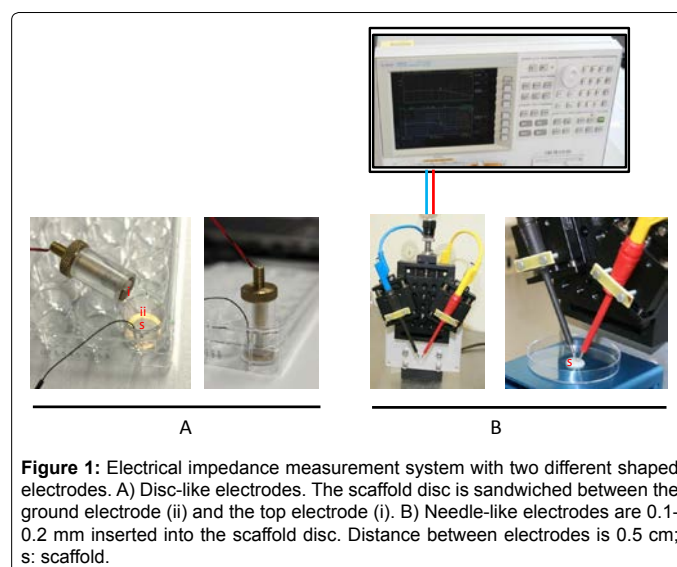 i
ii
s
s
A
B
Figure 1: Electrical impedance measurement system with two different shaped
electrodes. A) Disc-like electrodes. The scaffold disc is sandwiched between the
ground electrode (ii) and the top electrode (i). B) Needle-like electrodes are 0.1-
0.2 mm inserted into the scaffold disc. Distance between electrodes is 0.5 cm;
s: scaffold.